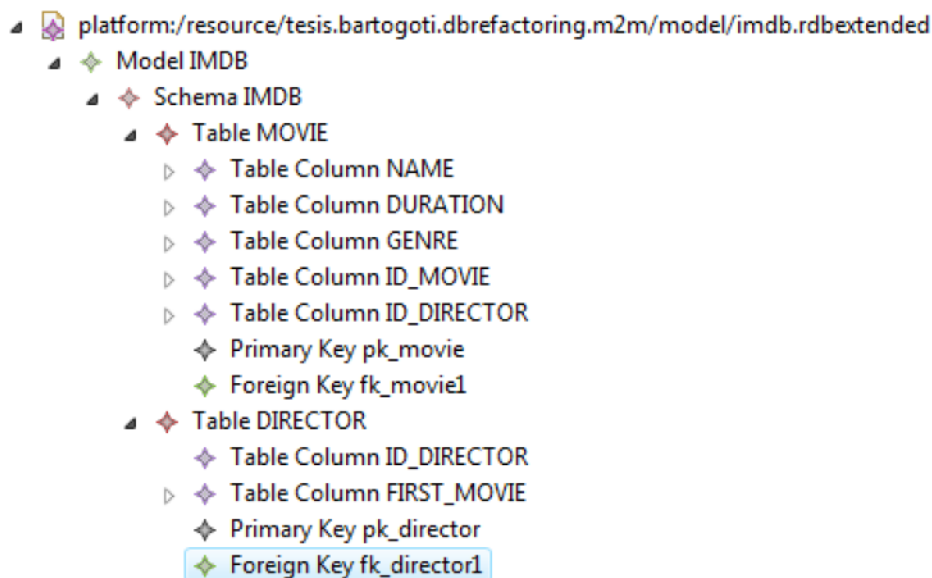 platform:/resource/tesis.bartogoti.dbrefactoring.m2m/model/imdb.rdbextended
Model IMDB
Schema IMDB
Table MOVIE
Table Column NAME
Table Column DURATION
Table Column GENRE
Table Column ID_MOVIE
Table Column ID_DIRECTOR
Primary Key pk_movie
Foreign Key fk_movie1
Table DIRECTOR
Table Column ID_DIRECTOR
Table Column FIRST_MOVIE
Primary Key pk_director
Foreign Key fk_director1